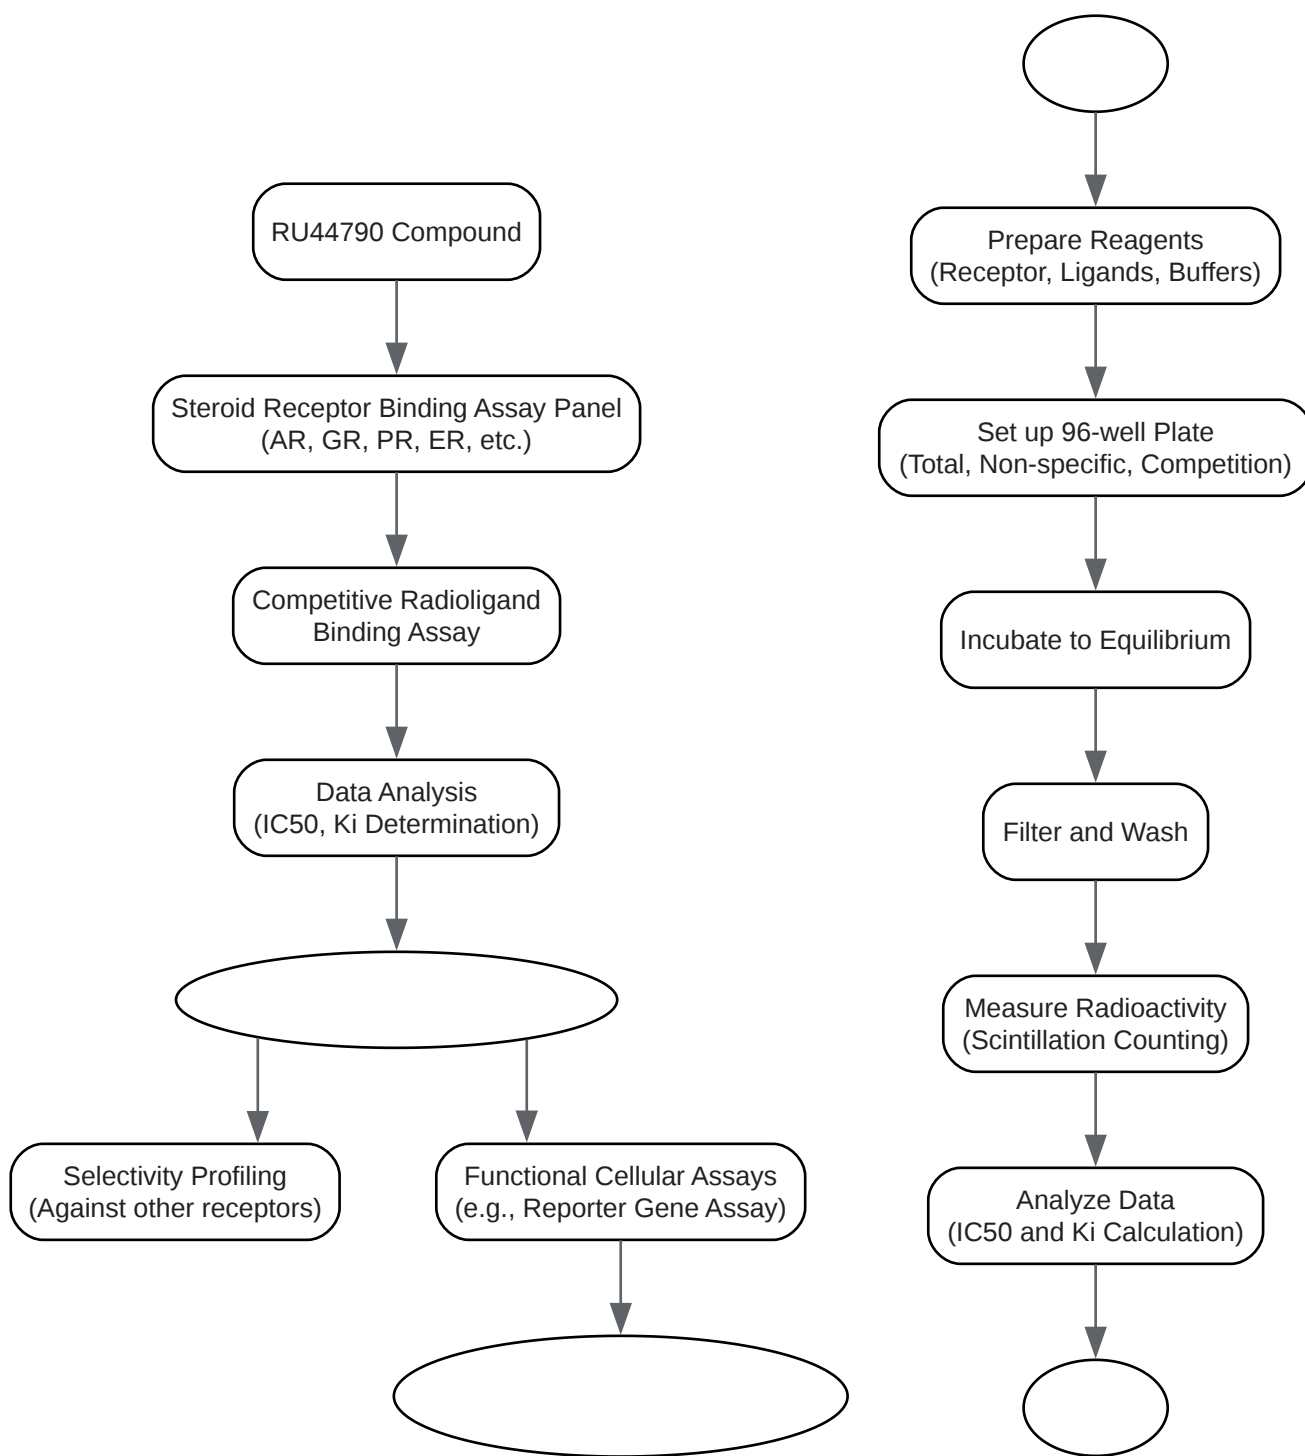 RU44790 Compound
Steroid Receptor Binding Assay Panel
(AR, GR, PR, ER, etc.)
Competitive Radioligand
Binding Assay
Data Analysis
(IC50, Ki Determination)
Selectivity Profiling
(Against other receptors)
Functional Cellular Assays
(e.g., Reporter Gene Assay)
Prepare Reagents
(Receptor, Ligands, Buffers)
Set up 96-well Plate
(Total, Non-specific, Competition)
Incubate to Equilibrium
Filter and Wash
Measure Radioactivity
(Scintillation Counting)
Analyze Data
(IC50 and Ki Calculation)